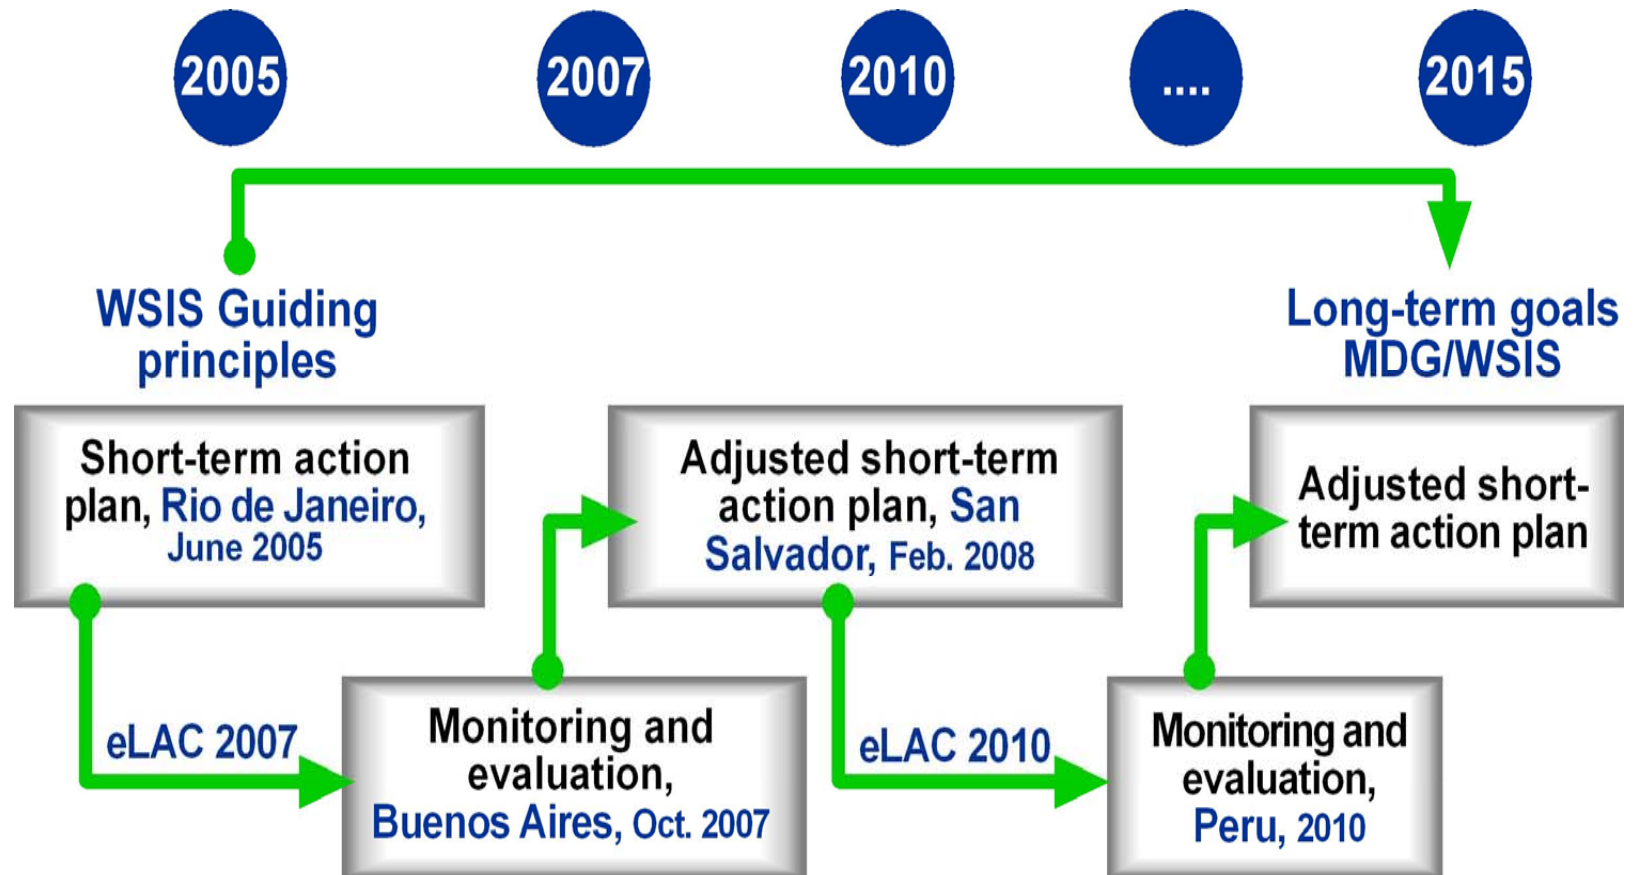 2005
2007
2010
....
2015
WSIS Guiding
principles
Long-term goals
MDG/WSIS
Short-term action
plan, Rio de Janeiro,
June 2005
Adjusted short-term
action plan, San
Salvador, Feb. 2008
Adjusted short-
term action plan
eLAC 2007
Monitoring and
evaluation,
Buenos Aires, Oct. 2007
eLAC 2010
Monitoring and
evaluation,
Peru, 2010